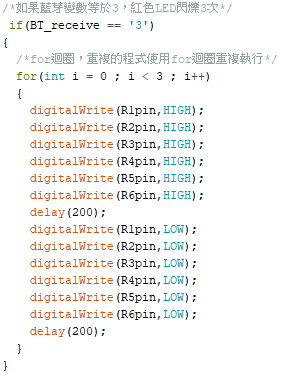 /*如果藍芽變數等於3，紅色LED閃爍3次*/
if(BT_receive == '3')
{
/*for迴圈，重複的程式使用for迴圈重複執行*/
for(int i = 0 ; i < 3 ; i++)
{
digitalWrite(R1pin,HIGH);
digitalWrite(R2pin,HIGH);
digitalWrite(R3pin,HIGH);
digitalWrite(R4pin,HIGH);
digitalWrite(R5pin,HIGH);
digitalWrite(R6pin,HIGH);
delay(200);
digitalWrite(R1pin,LOW);
digitalWrite(R2pin,LOW);
digitalWrite(R3pin,LOW);
digitalWrite(R4pin,LOW);
digitalWrite(R5pin,LOW);
digitalWrite(R6pin,LOW);
delay(200);
}
}